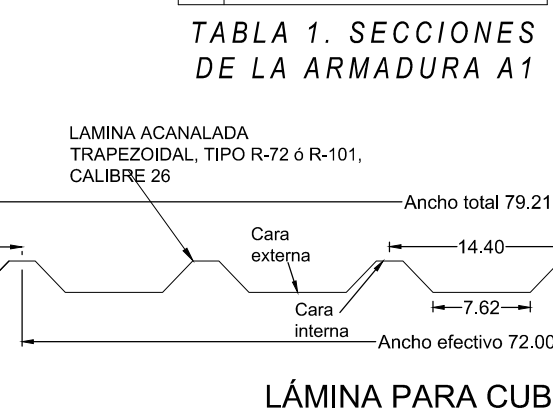 TABLA 1. SECCIONES
DE LA ARMADURA A1
LAMINA ACANALADA
TRAPEZOIDAL, TIPO R-72 ó R-101,
CALIBRE 26
Ancho total 79.21
Cara
externa
14.40
Cara
interna
7.62
Ancho efectivo 72.00
LÁMINA PARA CUB